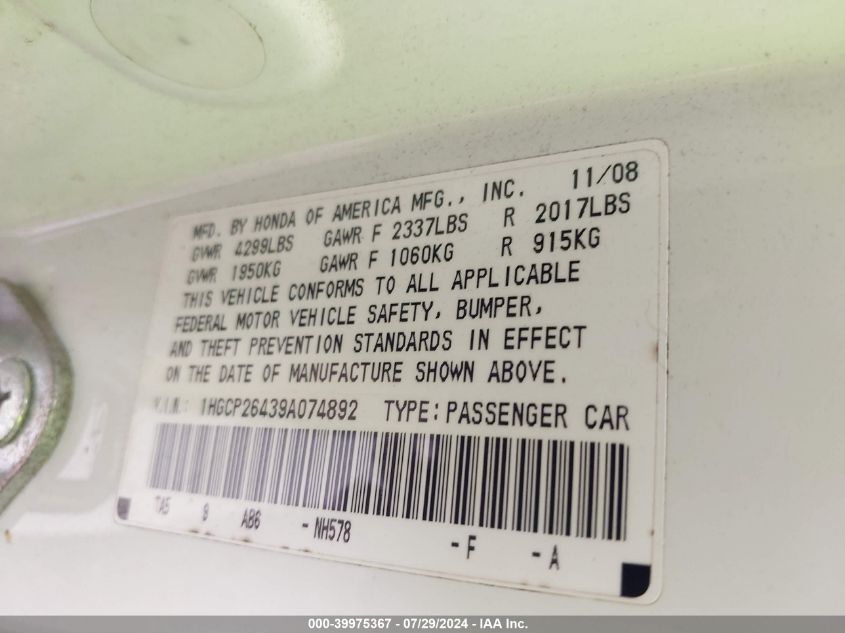 MFD. BY HONDA OF AMERICA MFG., INC. 11/08
GVWR 4299LBS GAWR F 2337LBS R 2017LBS
GVWR 1950KG GAWR F 1060KG R 915KG
THIS VEHICLE CONFORMS TO ALL APPLICABLE
FEDERAL MOTOR VEHICLE SAFETY, BUMPER,
AND THEFT PREVENTION STANDARDS IN EFFECT
ON THE DATE OF MANUFACTURE SHOWN ABOVE.
V.I.N.: 1HGCP26439A074892 TYPE: PASSENGER CAR
TA5 9 AB6 - NH578 - F - A
000-39975367 - 07/29/2024 - IAA Inc.